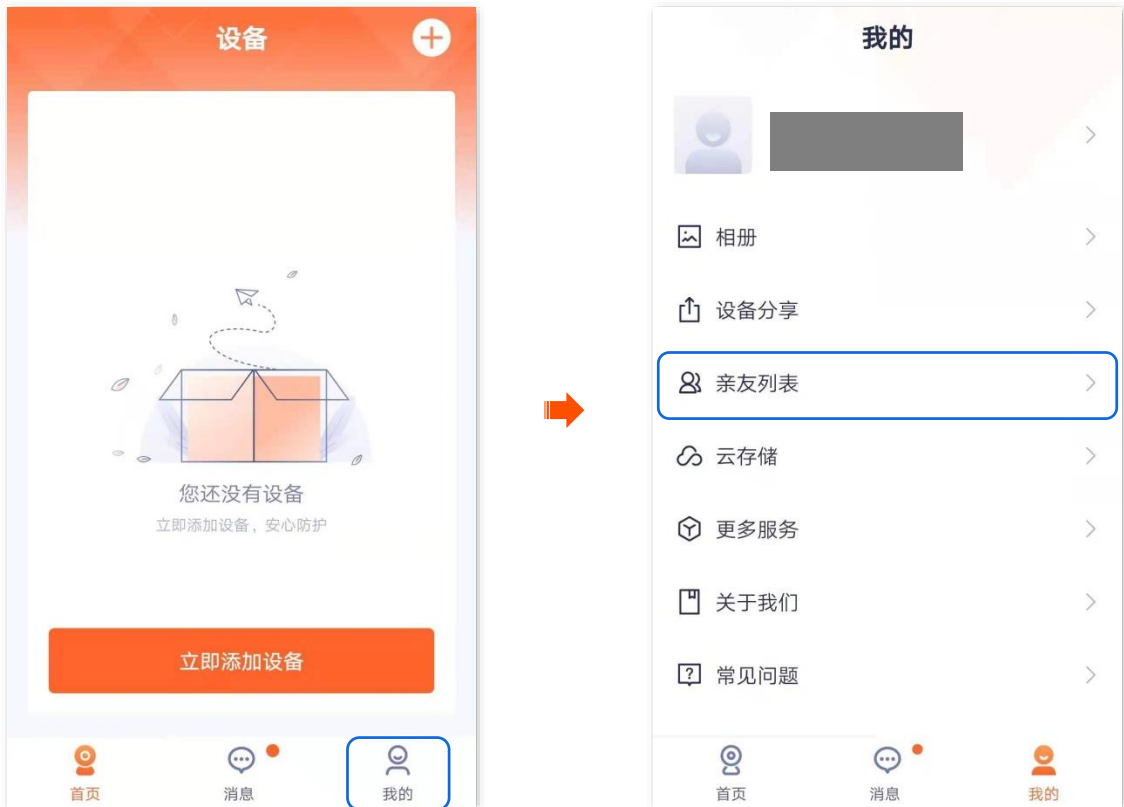 设备
您还没有设备
立即添加设备，安心防护
立即添加设备
首页
消息
我的
我的
相册
设备分享
亲友列表
云存储
更多服务
关于我们
常见问题
首页
消息
我的